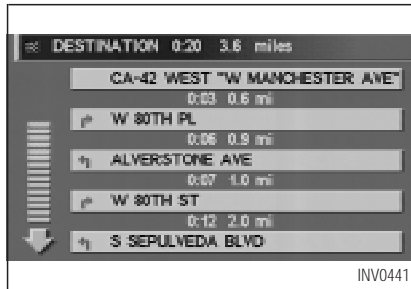 DESTINATION 0:20 3.6 miles
CA-42 WEST "W MANCHESTER AVE"
0:03 0.6 mi
W 80TH PL
0:06 0.9 mi
ALVERSTONE AVE
0:07 1.0 mi
W 80TH ST
0:12 2.0 mi
S SEPULVEDA BLVD
INV0441